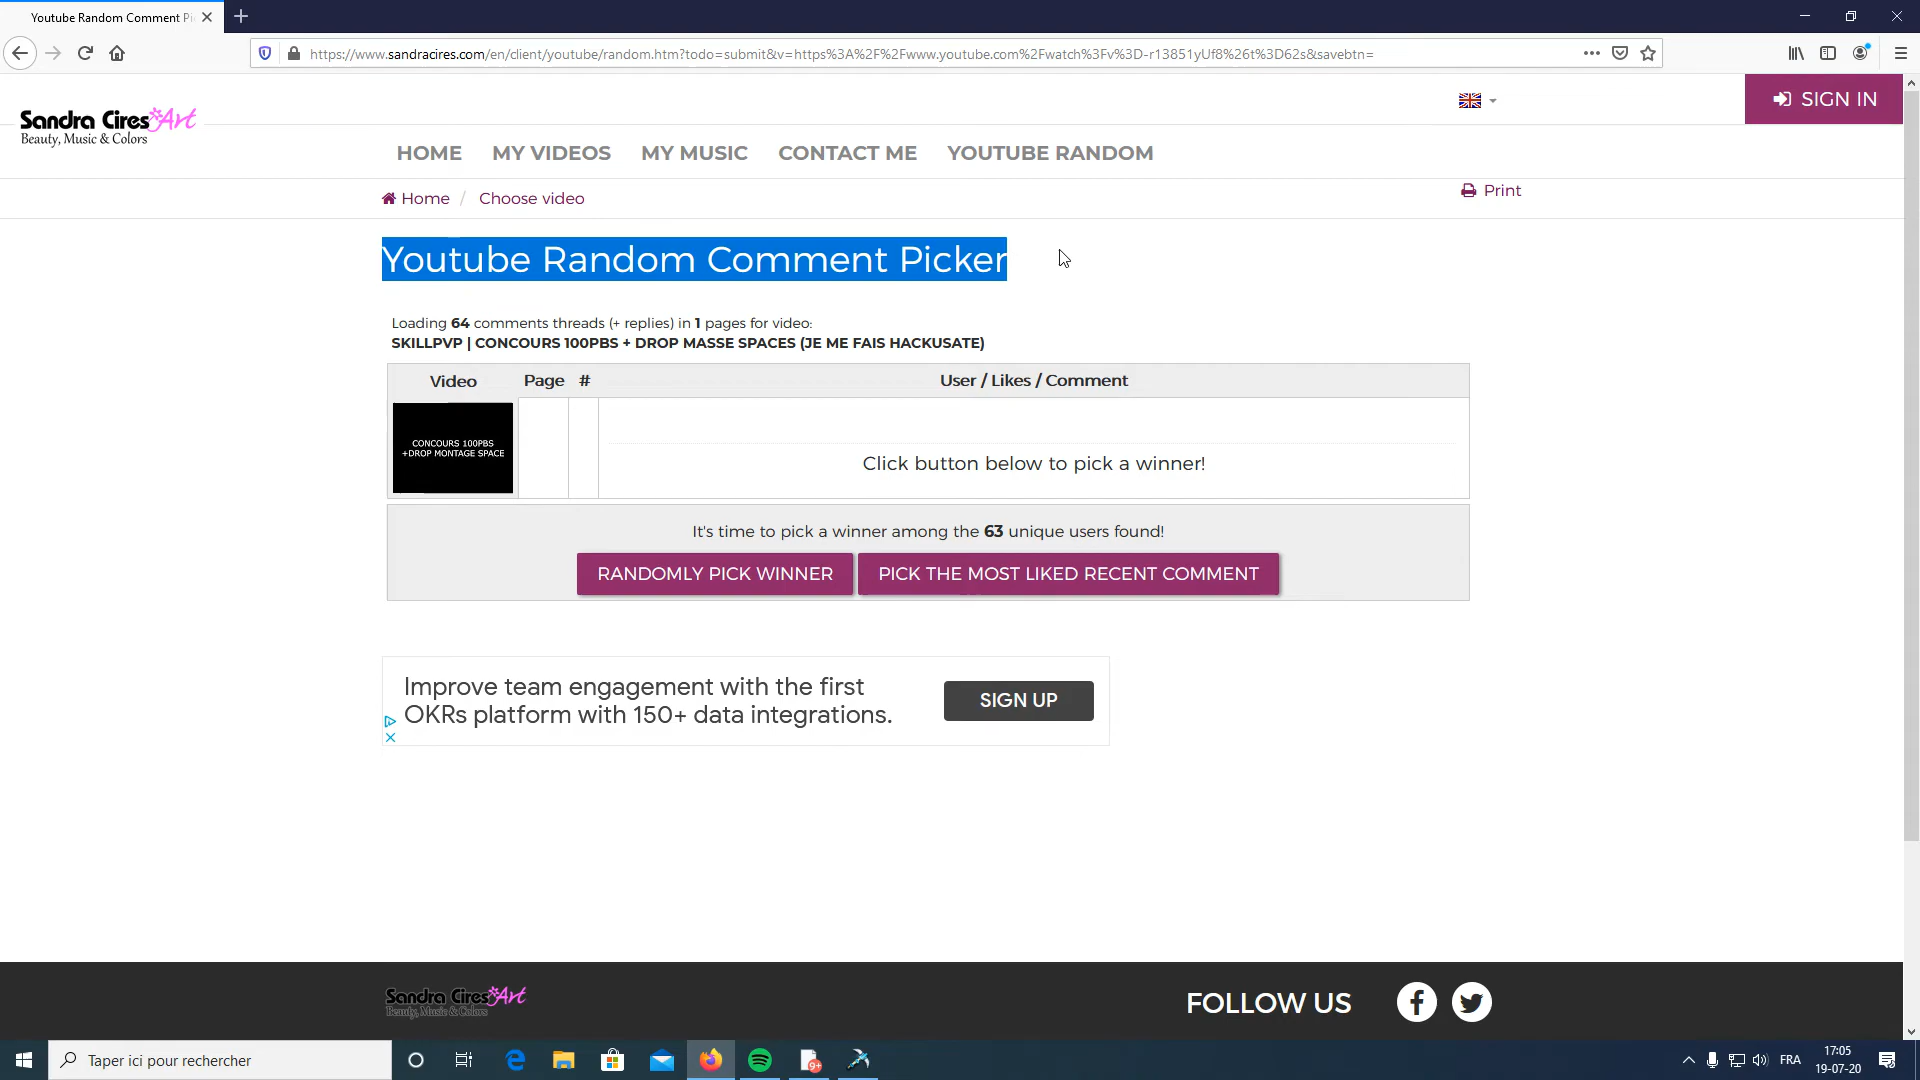 Youtube Random Comment Pi
https://www.sandracires.com/en/client/youtube/random.htm?todo=submit&v=https%3A%2F%2Fwww.youtube.com%2Fwatch%3Fv%3D-r13851yUf8%26t%3D62s&savebtn=
SIGN IN
Sandra Cires Art
Beauty, Music & Colors
HOME MY VIDEOS MY MUSIC CONTACT ME YOUTUBE RANDOM
Home / Choose video
Print
Youtube Random Comment Picker
Loading 64 comments threads (+ replies) in 1 pages for video:
SKILLPVP | CONCOURS 100PBS + DROP MASSE SPACES (JE ME FAIS HACKUSATE)
Video Page # User / Likes / Comment
CONCOURS 100PBS
+DROP MONTAGE SPACE
Click button below to pick a winner!
It's time to pick a winner among the 63 unique users found!
RANDOMLY PICK WINNER PICK THE MOST LIKED RECENT COMMENT
Improve team engagement with the first
OKRs platform with 150+ data integrations.
SIGN UP
Sandra Cires Art
Beauty, Music & Colors
FOLLOW US
Taper ici pour rechercher
9+
FRA
17:05
19-07-20